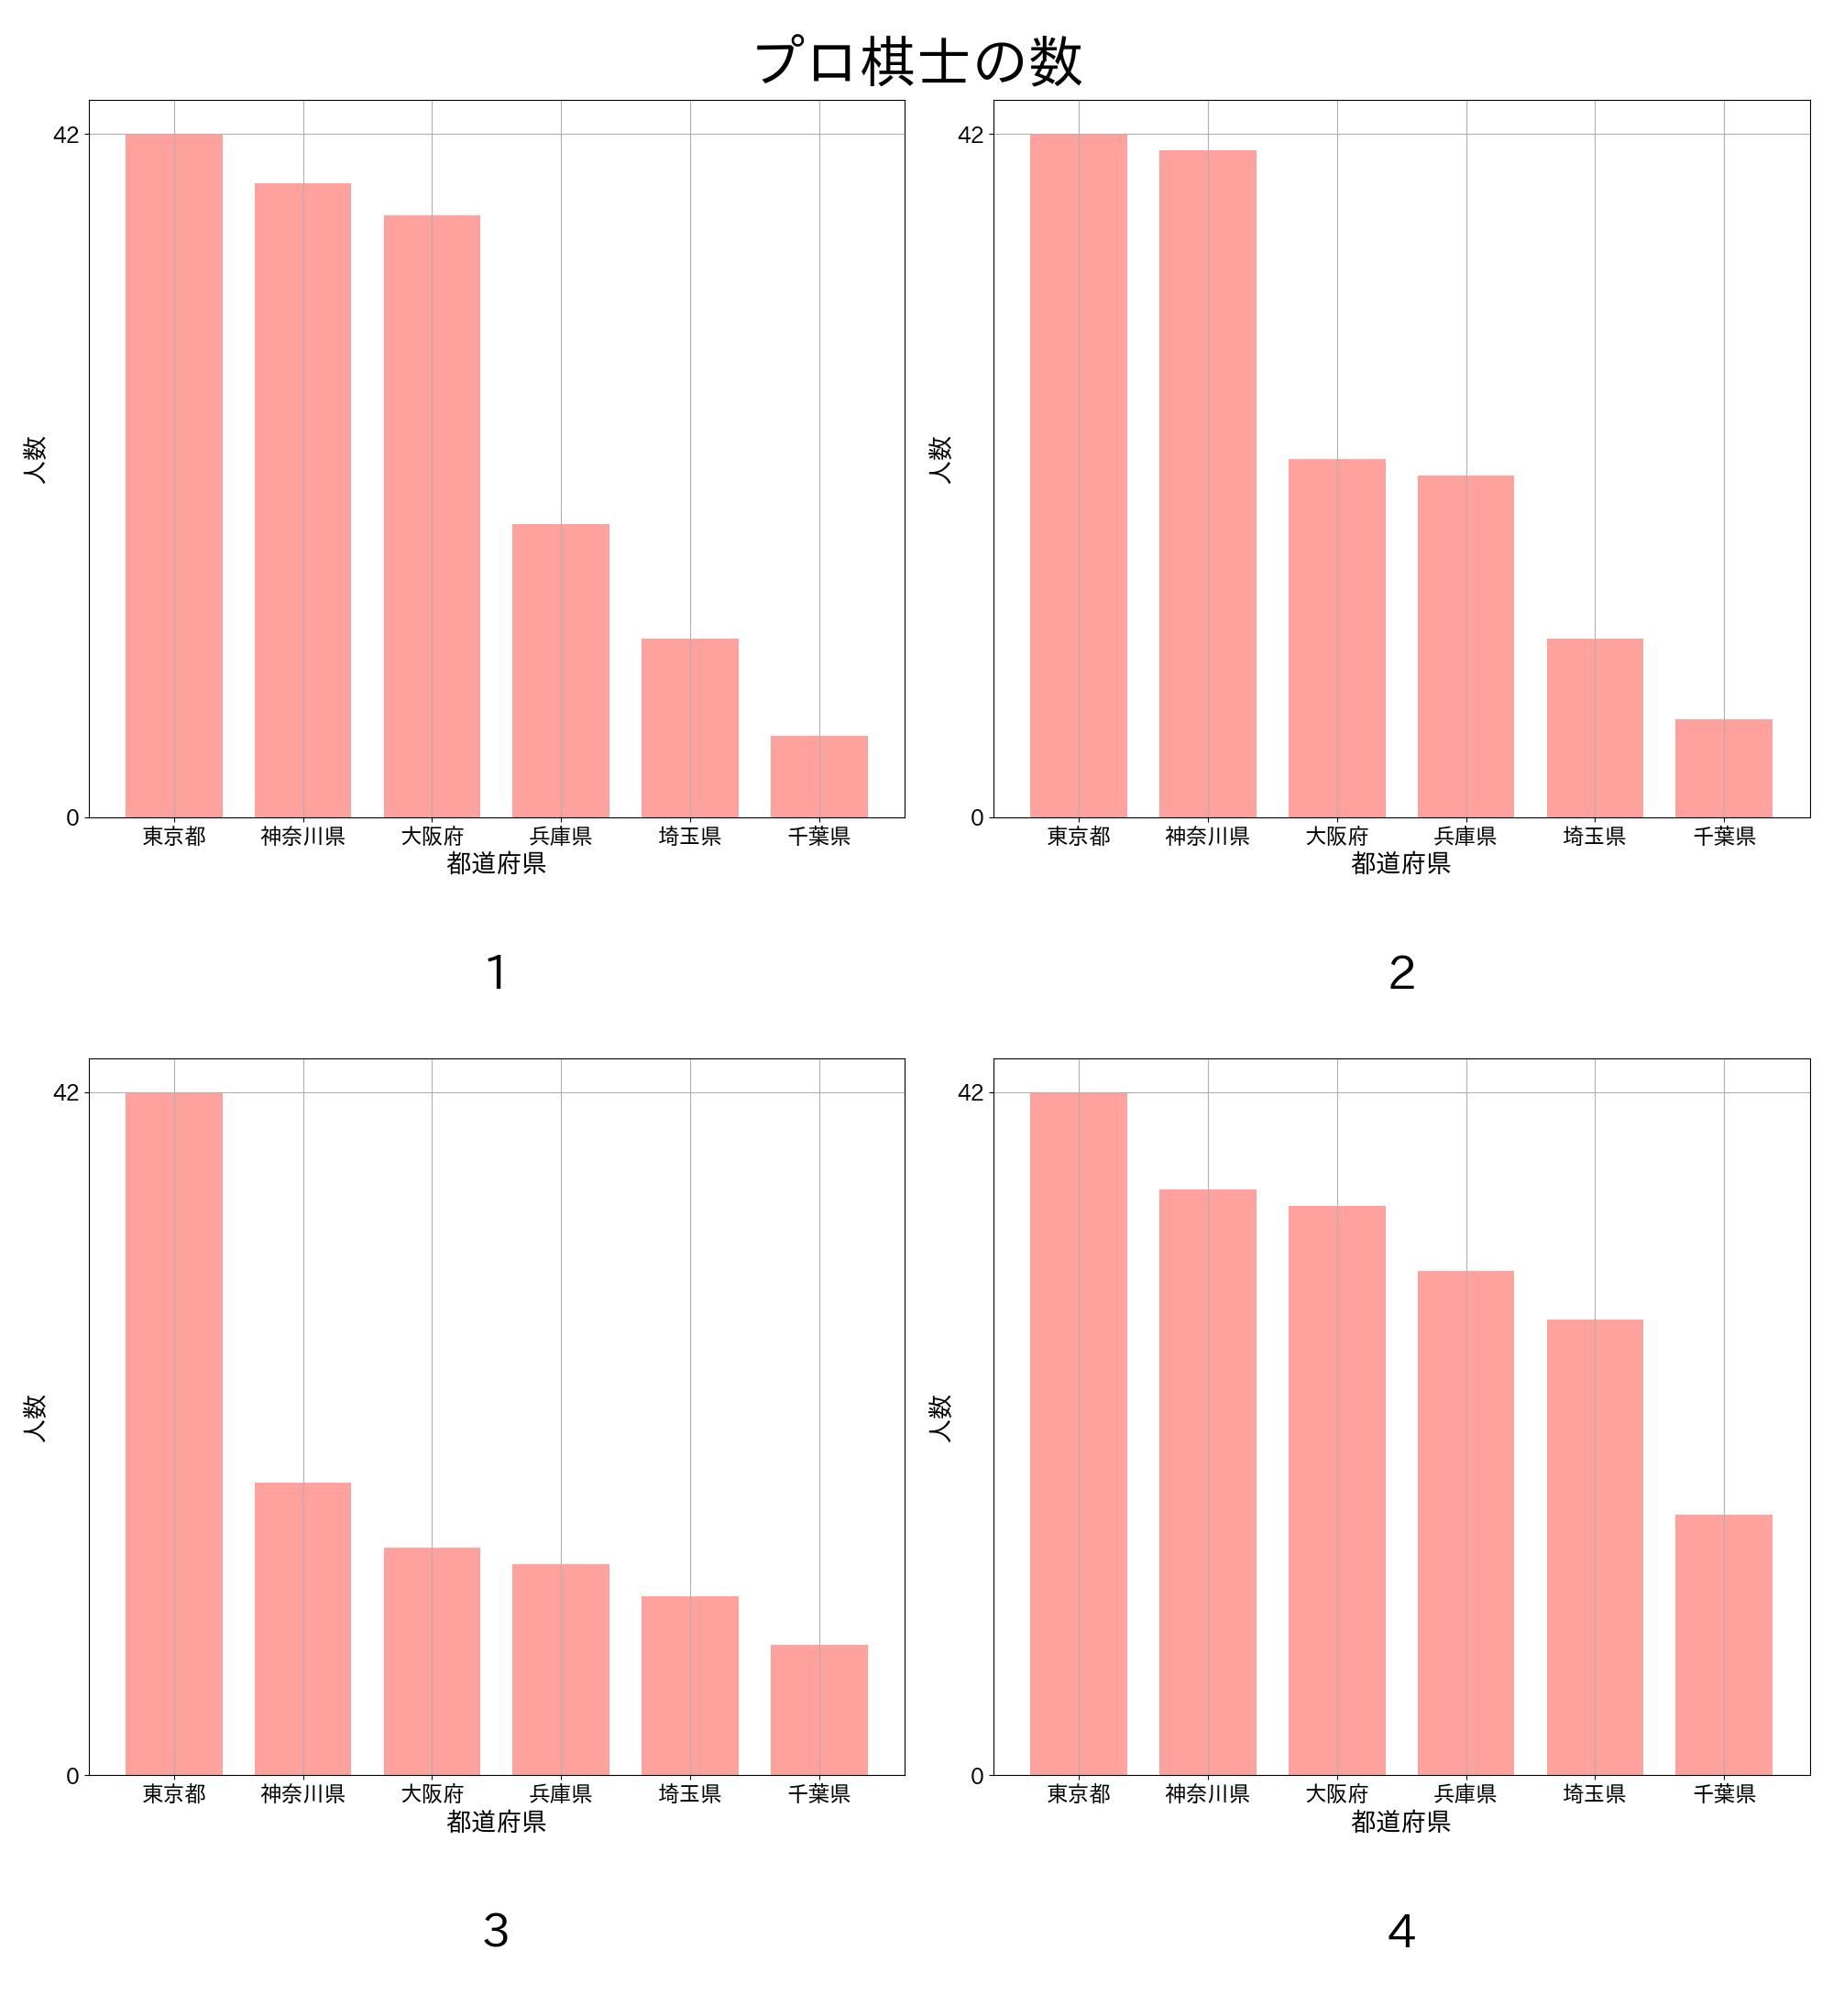 プロ棋士の数
42
0
人数
東京都 神奈川県 大阪府 兵庫県 埼玉県 千葉県
都道府県
1
42
0
人数
東京都 神奈川県 大阪府 兵庫県 埼玉県 千葉県
都道府県
2
42
0
人数
東京都 神奈川県 大阪府 兵庫県 埼玉県 千葉県
都道府県
3
42
0
人数
東京都 神奈川県 大阪府 兵庫県 埼玉県 千葉県
都道府県
4